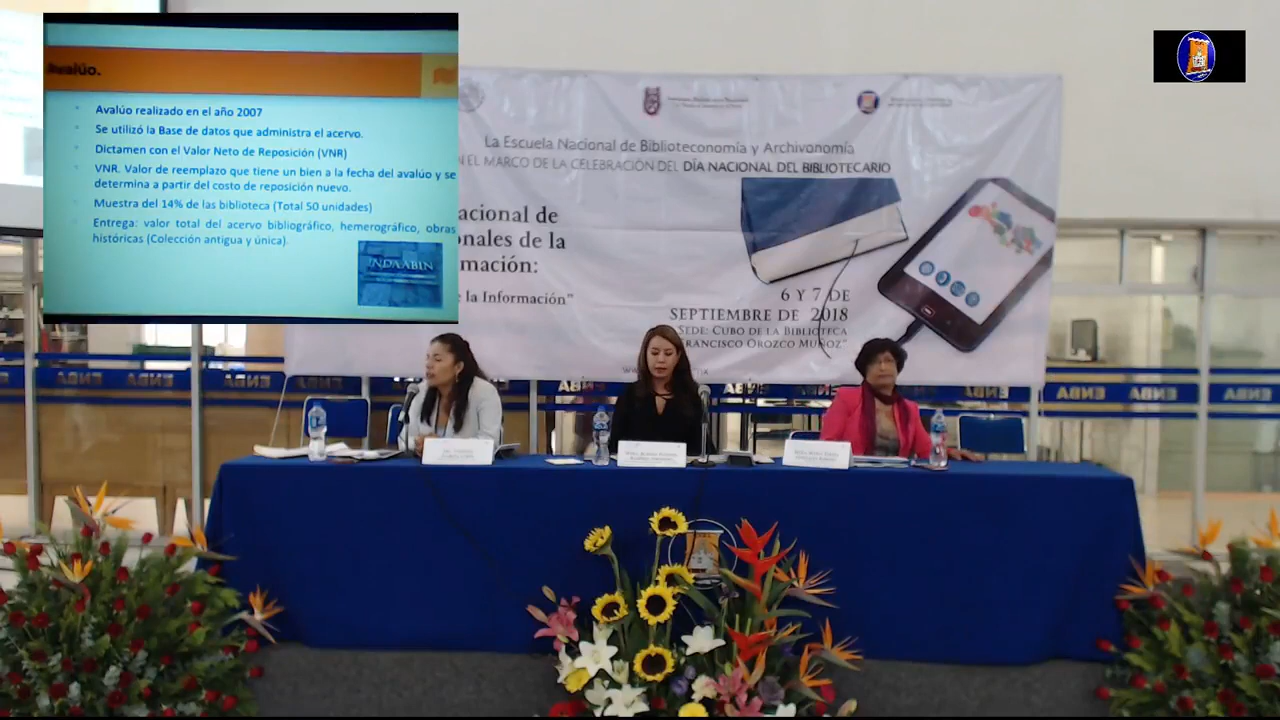 Avalúo.
Avalúo realizado en el año 2007
Se utilizó la Base de datos que administra el acervo.
Dictamen con el Valor Neto de Reposición (VNR)
VNR. Valor de reemplazo que tiene un bien a la fecha del avalúo y se
determina a partir del costo de reposición nuevo.
Muestra del 14% de las biblioteca (Total 50 unidades)
Entrega: valor total del acervo bibliográfico, hemerográfico, obras
históricas (Colección antigua y única).
INDAABIN
La Escuela Nacional de Biblioteconomía y Archivonomía
EN EL MARCO DE LA CELEBRACIÓN DEL DÍA NACIONAL DEL BIBLIOTECARIO
acional de
onales de la
mación:
e la Información"
6 Y 7 DE
SEPTIEMBRE DE 2018
SEDE: CUBO DE LA BIBLIOTECA
FRANCISCO OROZCO MUÑOZ"
ENBA ENBA ENBA ENBA ENBA ENBA ENBA